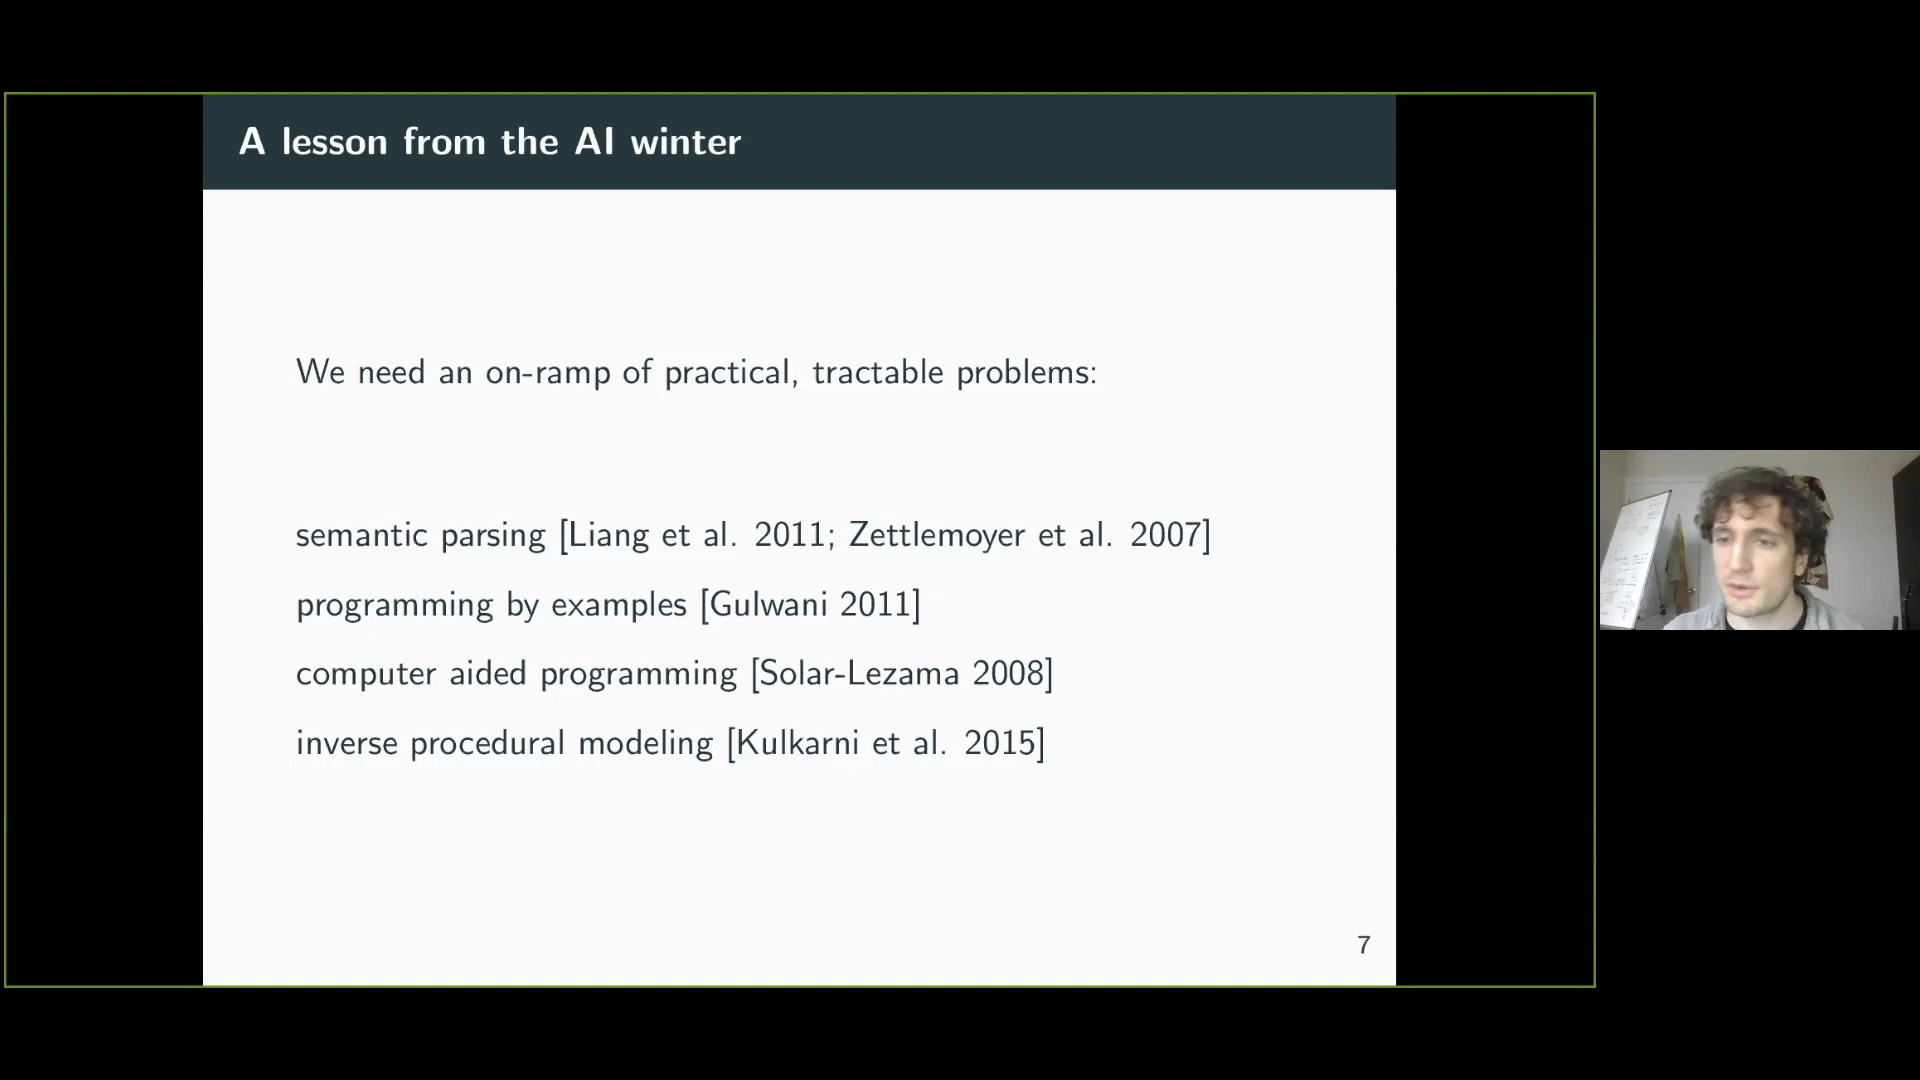 A lesson from the AI winter
We need an on-ramp of practical, tractable problems:
semantic parsing [Liang et al. 2011; Zettlemoyer et al. 2007]
programming by examples [Gulwani 2011]
computer aided programming [Solar-Lezama 2008]
inverse procedural modeling [Kulkarni et al. 2015]
7